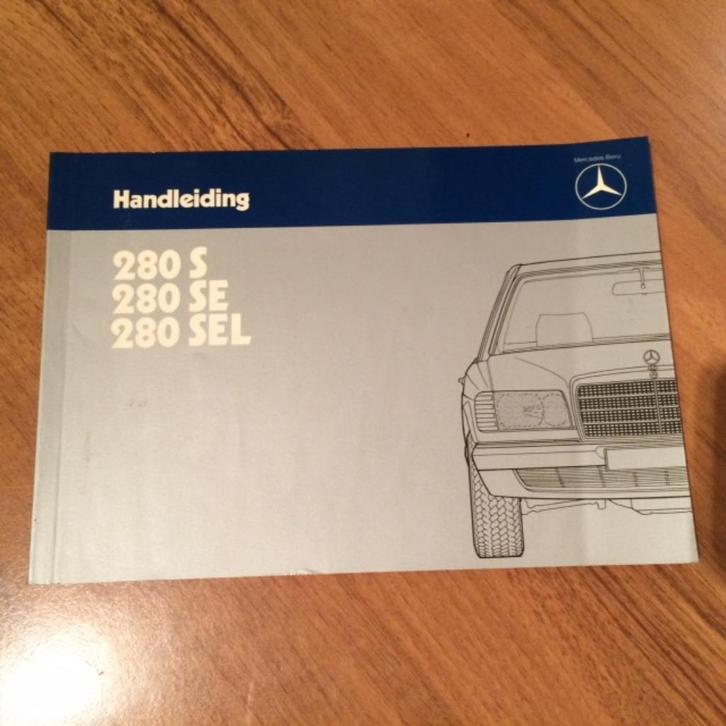 Mercedes-Benz
Handleiding
280 S
280 SE
280 SEL